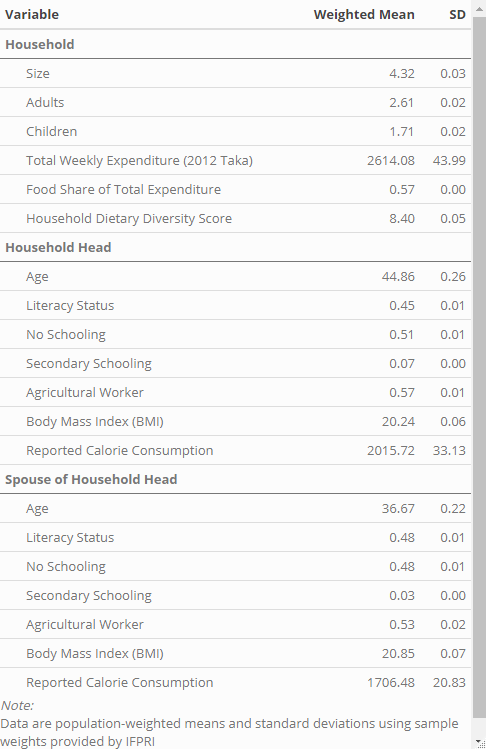 Variable Weighted Mean SD
Household
Size 4.32 0.03
Adults 2.61 0.02
Children 1.71 0.02
Total Weekly Expenditure (2012 Taka) 2614.08 43.99
Food Share of Total Expenditure 0.57 0.00
Household Dietary Diversity Score 8.40 0.05
Household Head
Age 44.86 0.26
Literacy Status 0.45 0.01
No Schooling 0.51 0.01
Secondary Schooling 0.07 0.00
Agricultural Worker 0.57 0.01
Body Mass Index (BMI) 20.24 0.06
Reported Calorie Consumption 2015.72 33.13
Spouse of Household Head
Age 36.67 0.22
Literacy Status 0.48 0.01
No Schooling 0.48 0.01
Secondary Schooling 0.03 0.00
Agricultural Worker 0.53 0.02
Body Mass Index (BMI) 20.85 0.07
Reported Calorie Consumption 1706.48 20.83
Note:
Data are population-weighted means and standard deviations using sample
weights provided by IFPRI